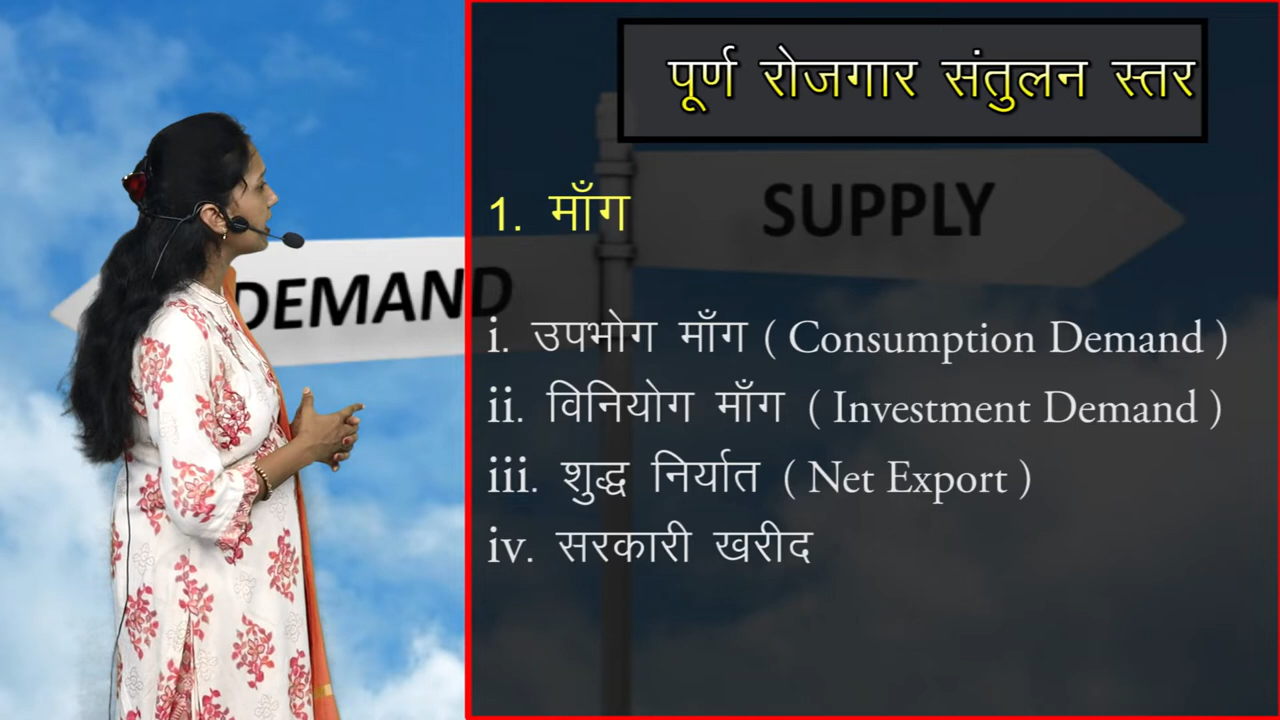 पूर्ण रोजगार संतुलन स्तर
SUPPLY
1. माँग
DEMAND
i. उपभोग माँग ( Consumption Demand )
ii. विनियोग माँग ( Investment Demand )
iii. शुद्ध निर्यात ( Net Export )
iv. सरकारी खरीद